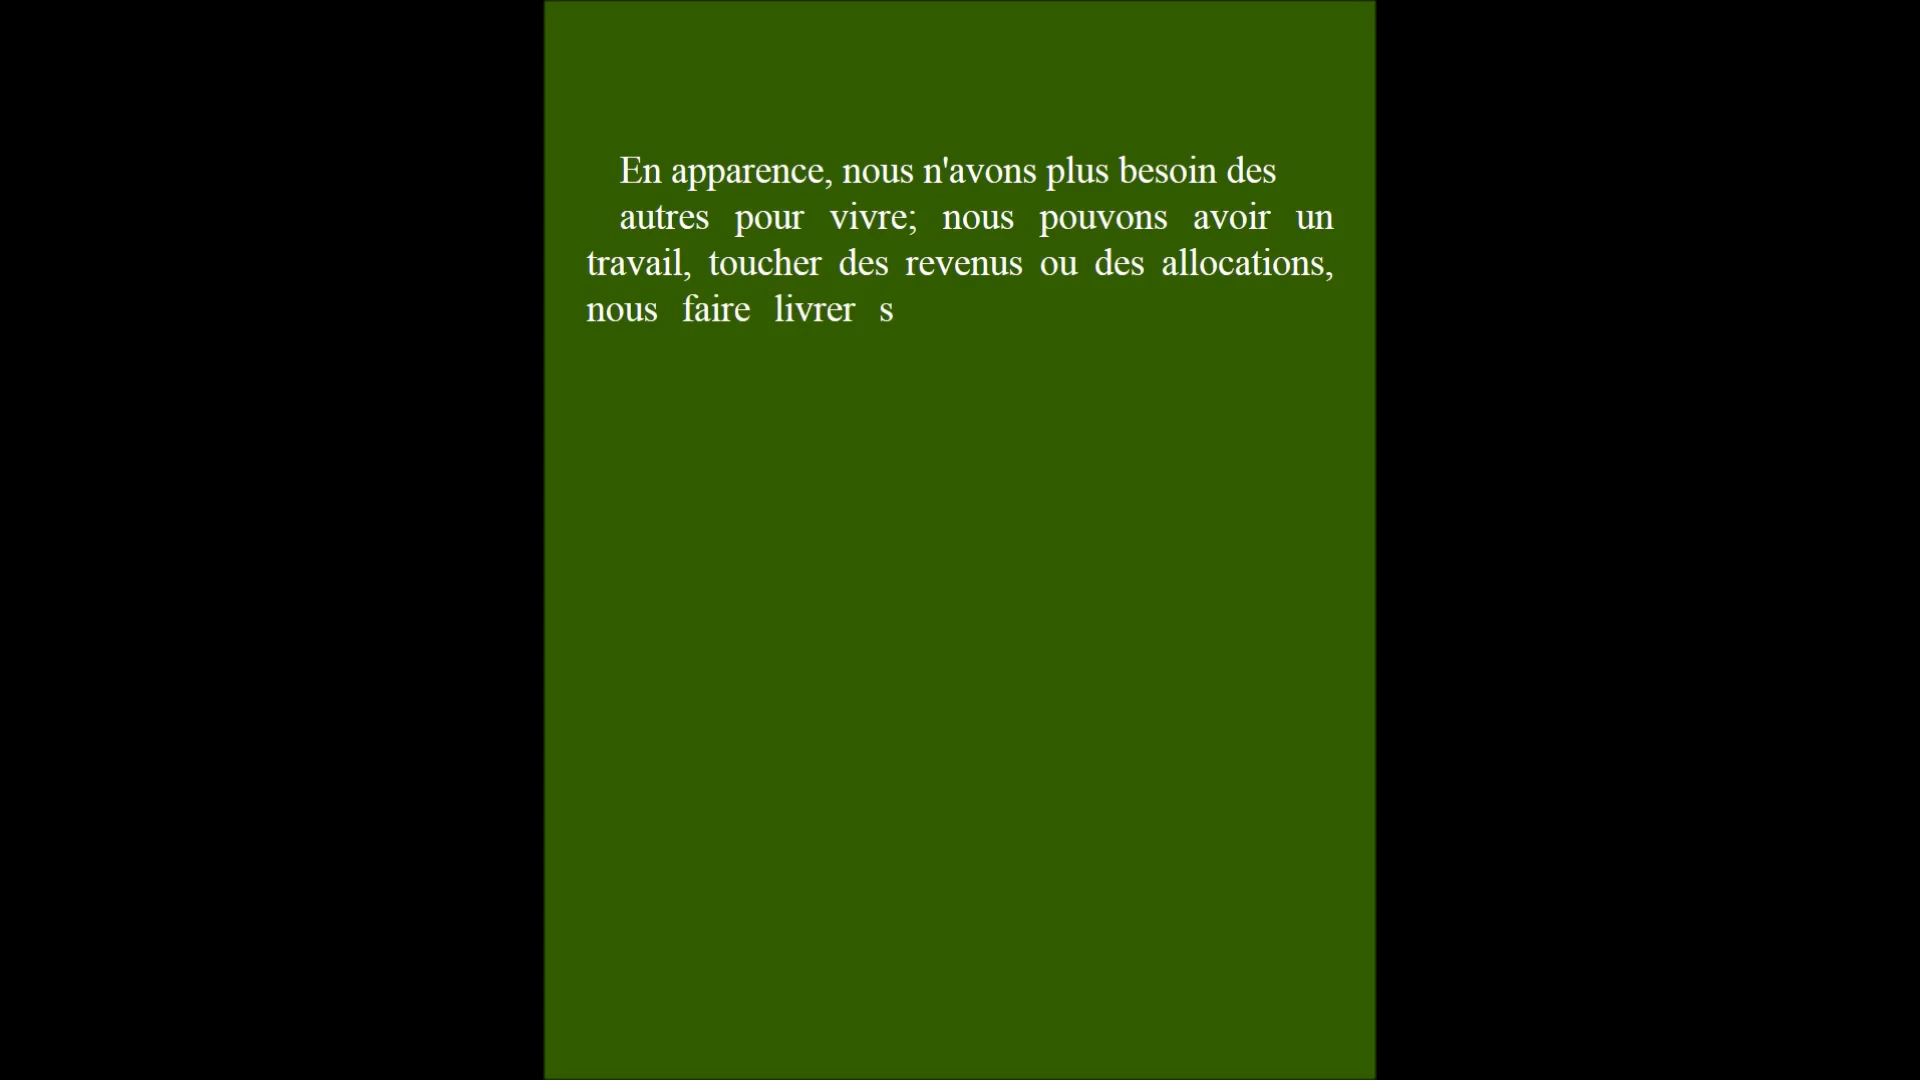 En apparence, nous n'avons plus besoin des
autres pour vivre; nous pouvons avoir un
travail, toucher des revenus ou des allocations,
nous faire livrer s